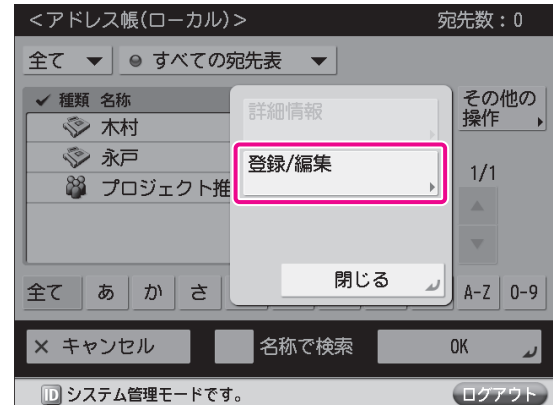 <アドレス帳(ローカル)>
宛先数：0
全て
すべての宛先表
種類 名称
その他の
操作
木村
永戸
プロジェクト推
詳細情報
登録/編集
閉じる
1/1
全て あ か さ A-Z 0-9
キャンセル
名称で検索
OK
ID システム管理モードです。
ログアウト